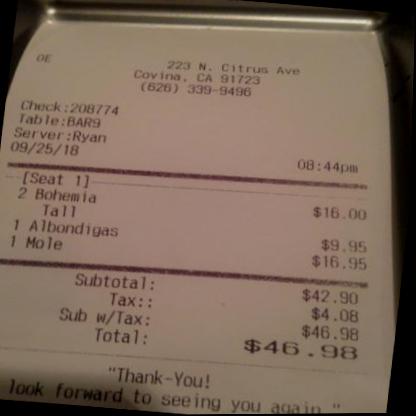 OE
223 N. Citrus Ave
Covina, CA 91723
(626) 339-9496
Check:208774
Table:BAR9
Server:Ryan
09/25/18
08:44pm
[Seat 1]
2 Bohemia
Tall $16.00
1 Albondigas $9.95
1 Mole $16.95
Subtotal: $42.90
Tax:: $4.08
Sub w/Tax: $46.98
Total: $46.98
"Thank-You!
look forward to seeing you again."